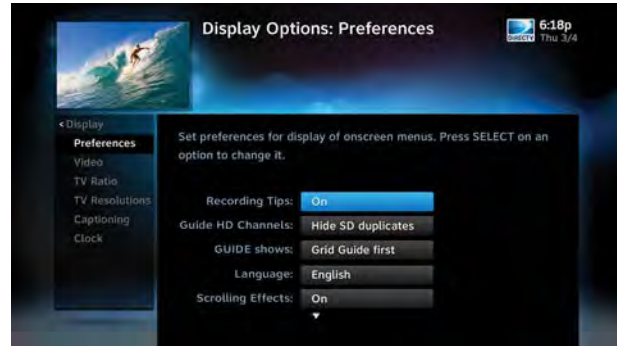 Display Options: Preferences
DIRECTV
6:18p
Thu 3/4
<Display
Preferences
Video
TV Ratio
TV Resolutions
Captioning
Clock
Set preferences for display of onscreen menus. Press SELECT on an
option to change it.
Recording Tips: On
Guide HD Channels: Hide SD duplicates
GUIDE shows: Grid Guide first
Language: English
Scrolling Effects: On